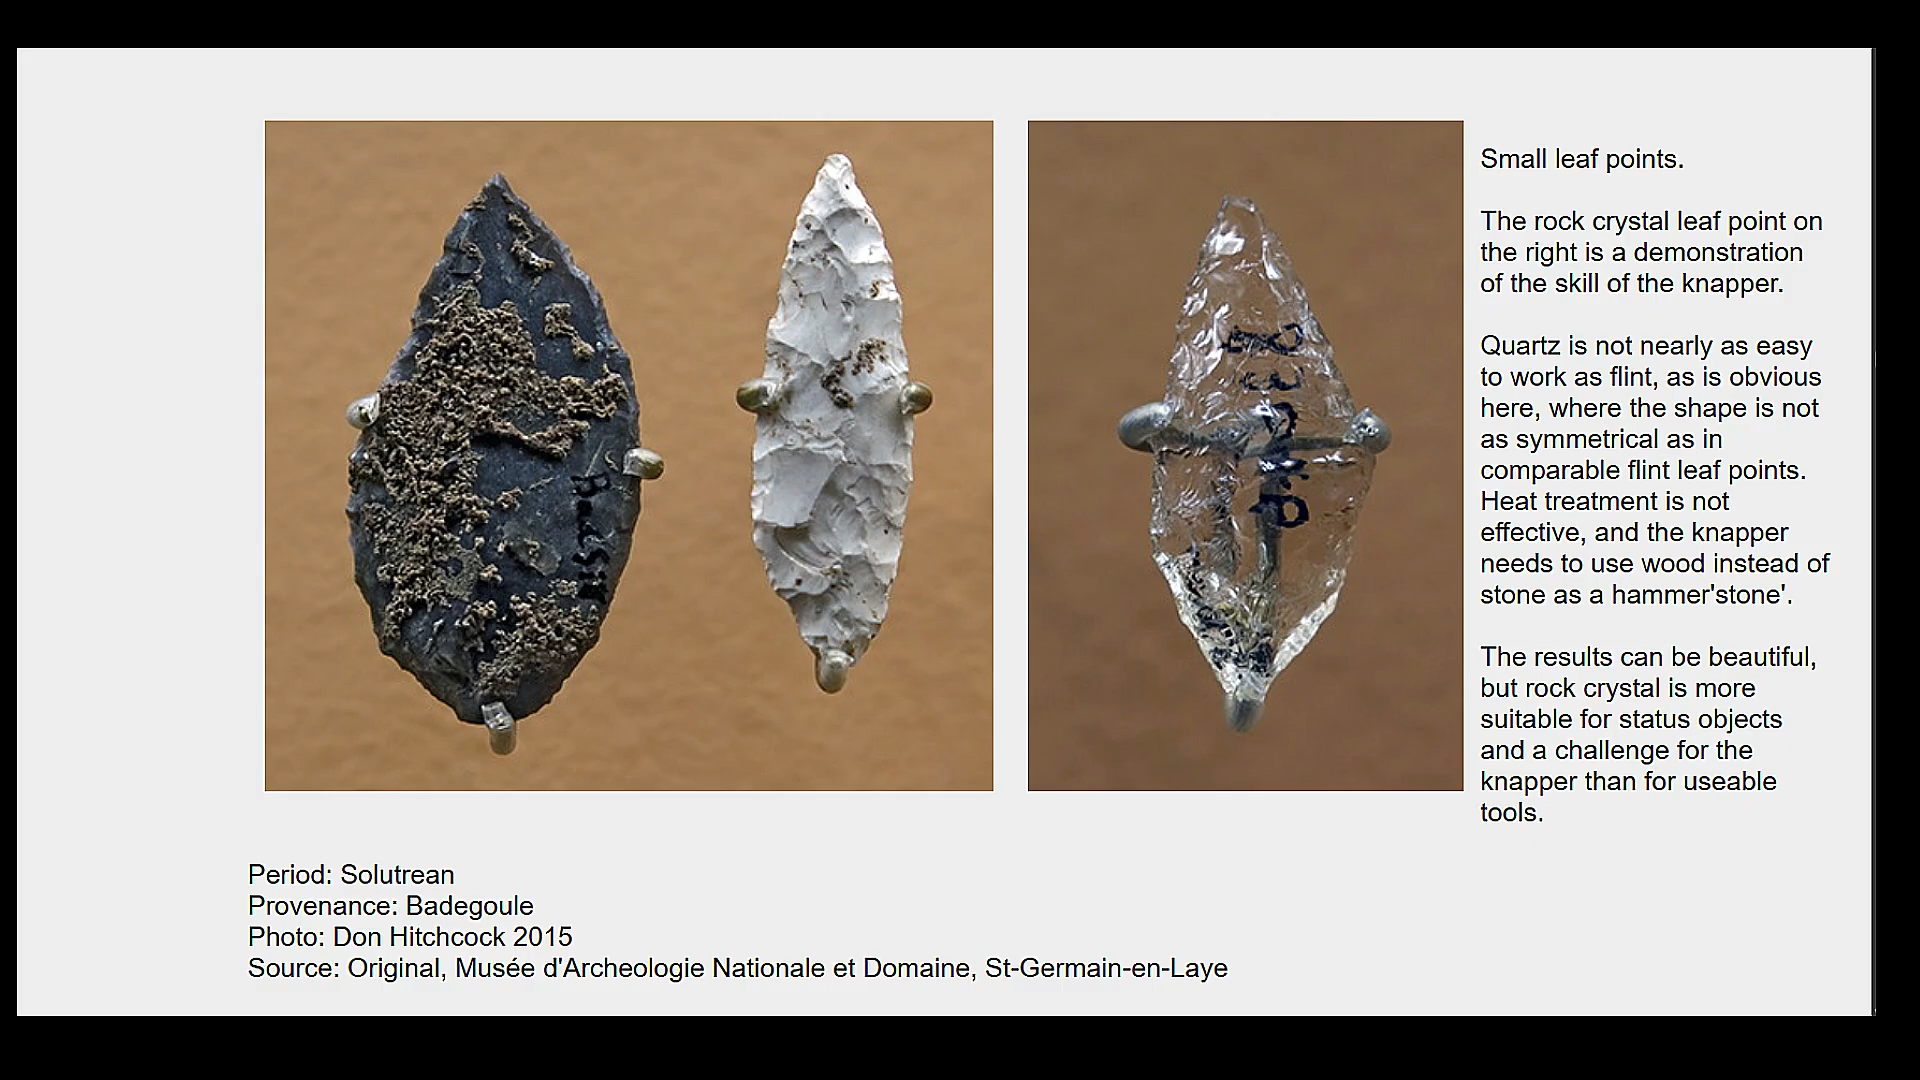 Small leaf points.
The rock crystal leaf point on
the right is a demonstration
of the skill of the knapper.
Quartz is not nearly as easy
to work as flint, as is obvious
here, where the shape is not
as symmetrical as in
comparable flint leaf points.
Heat treatment is not
effective, and the knapper
needs to use wood instead of
stone as a hammer'stone'.
The results can be beautiful,
but rock crystal is more
suitable for status objects
and a challenge for the
knapper than for useable
tools.
Period: Solutrean
Provenance: Badegoule
Photo: Don Hitchcock 2015
Source: Original, Musée d'Archeologie Nationale et Domaine, St-Germain-en-Laye